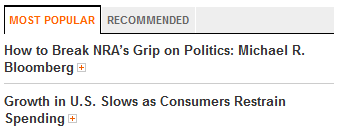 MOST POPULAR RECOMMENDED
How to Break NRA's Grip on Politics: Michael R.
Bloomberg
Growth in U.S. Slows as Consumers Restrain
Spending